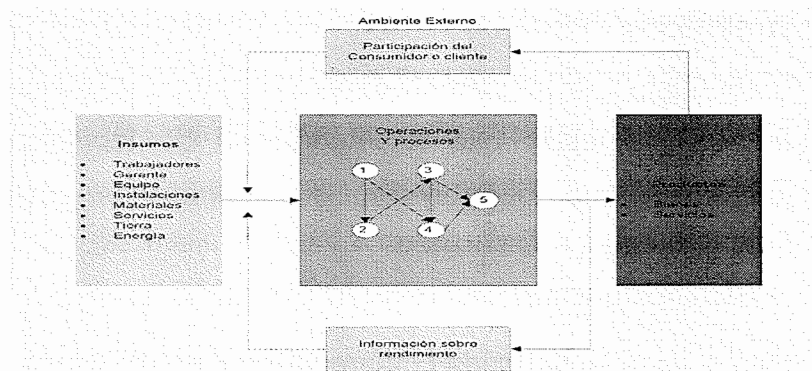 Ambiente Externo
Participación del
Consumidor o cliente
Insumos
• Trabajadores
• Gerente
• Equipo
• Instalaciones
• Materiales
• Servicios
• Tierra
• Energía
Operaciones
Y procesos
1
3
5
2
4
Productos
• Bienes
• Servicios
Información sobre
rendimiento